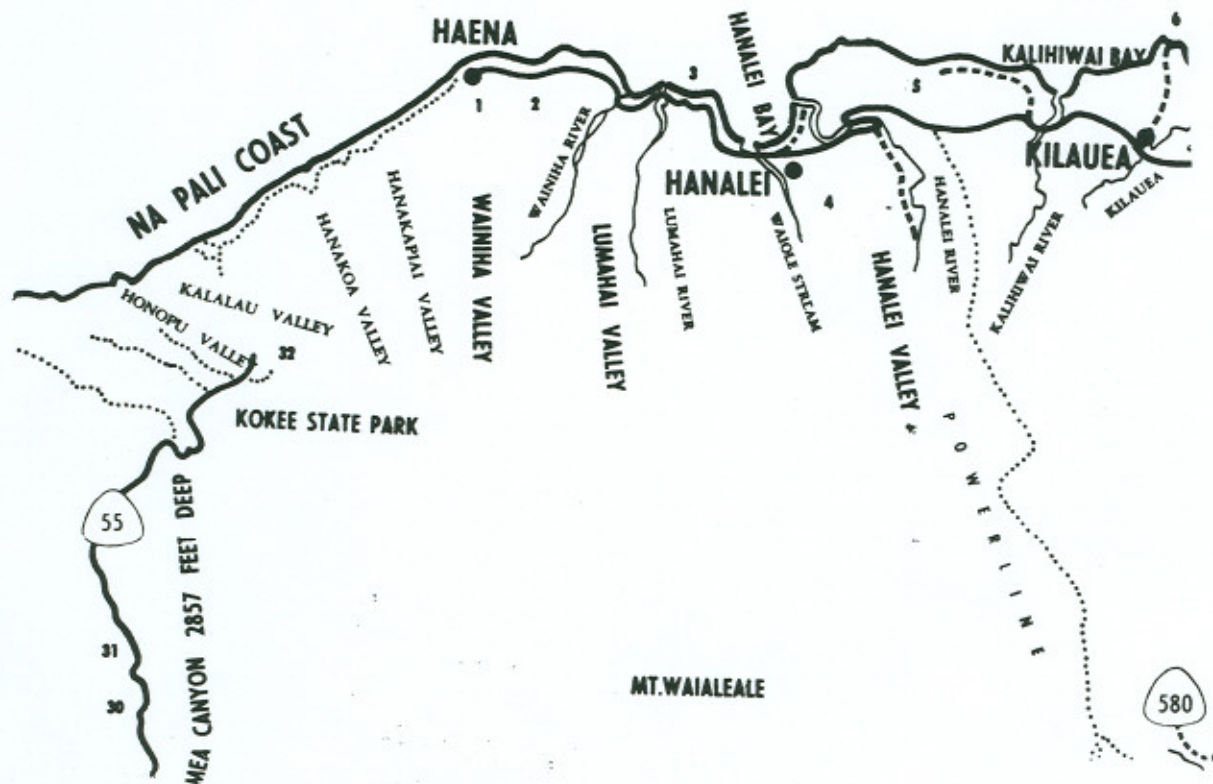 6
HAENA
HANALEI BAY
KALIHIWAI BAY
3
S
1
2
NA PALI COAST
WAINIHA RIVER
HANALEI
KILAUEA
4
KILAUEA
HANAKAPIAI VALLEY
WAINIHA VALLEY
LUMAHAI VALLEY
LUMAHAI RIVER
WAIOLE STREAM
HANALEI RIVER
HANALEI VALLEY
KALIHIWAI RIVER
HANAKOA VALLEY
KALALAU VALLEY
HONOPU VALLEY
32
KOKEE STATE PARK
POWERLINE
55
MEA CANYON 2857 FEET DEEP
31
30
MT.WAIALEALE
580